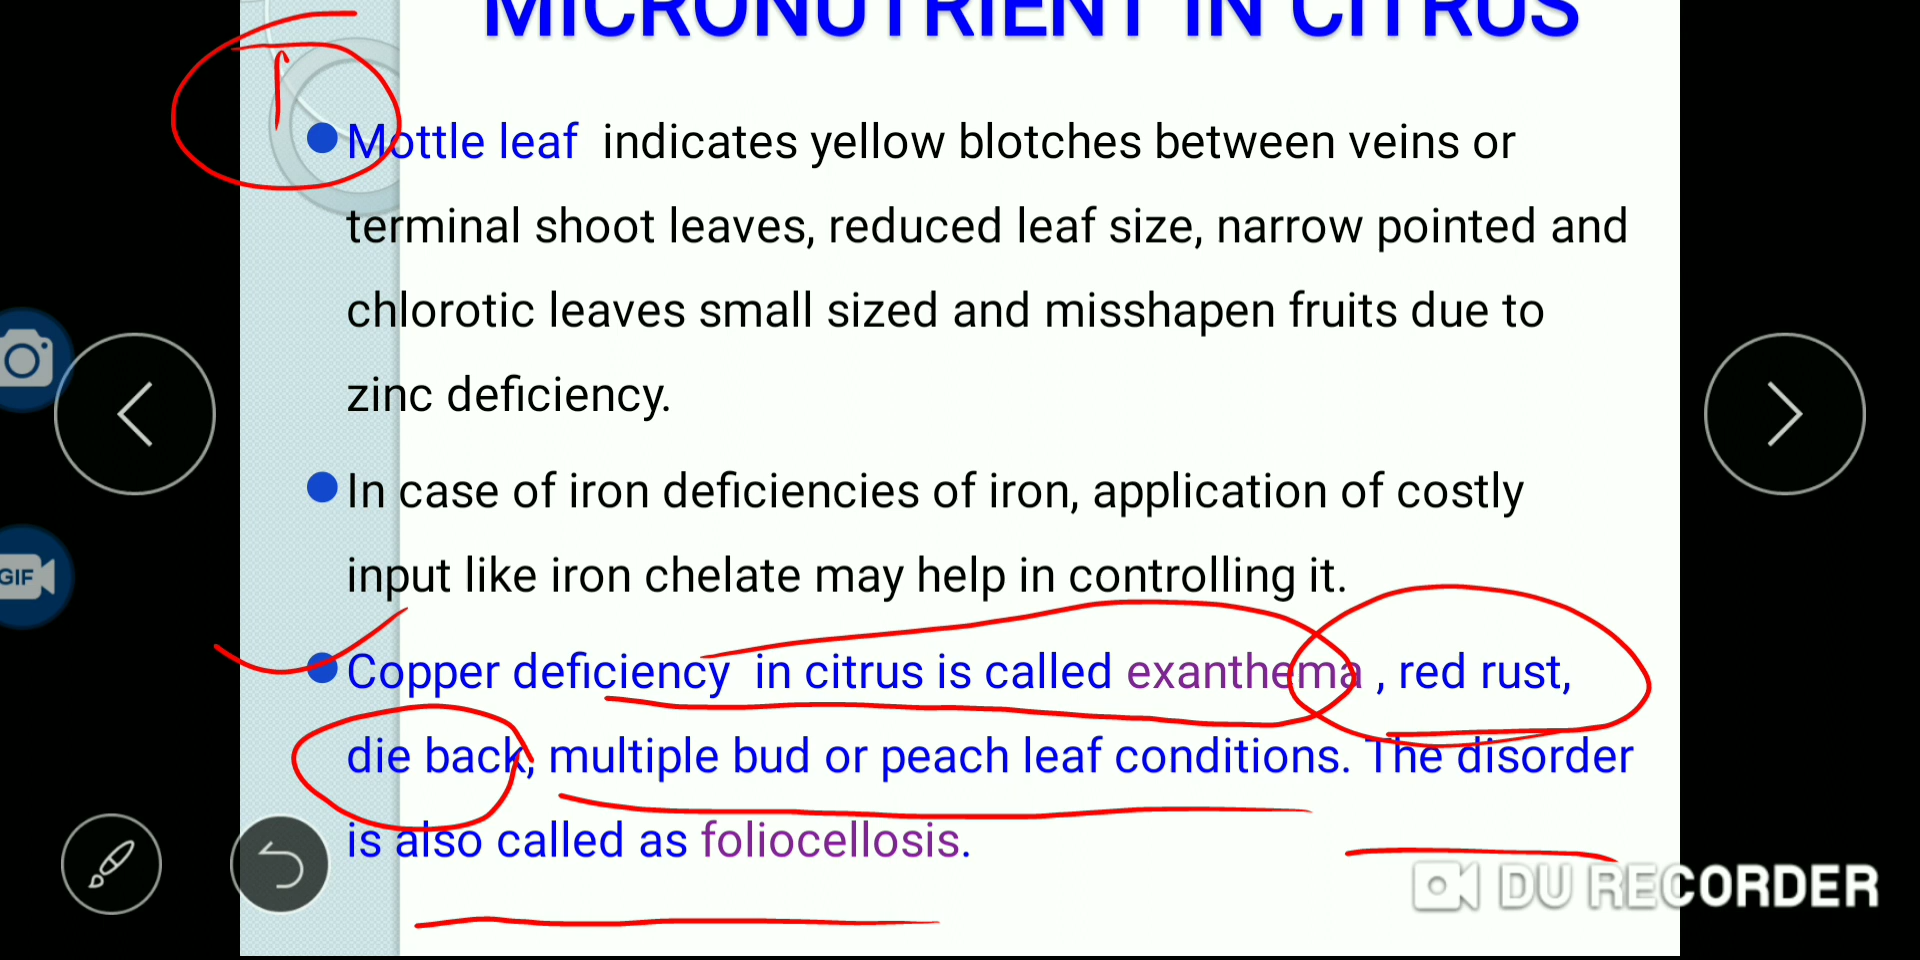 MICRONUTRIENT IN CITRUS
Mottle leaf indicates yellow blotches between veins or
terminal shoot leaves, reduced leaf size, narrow pointed and
chlorotic leaves small sized and misshapen fruits due to
zinc deficiency.
In case of iron deficiencies of iron, application of costly
input like iron chelate may help in controlling it.
Copper deficiency in citrus is called exanthema , red rust,
die back, multiple bud or peach leaf conditions. The disorder
is also called as foliocellosis.
GIF
DU RECORDER